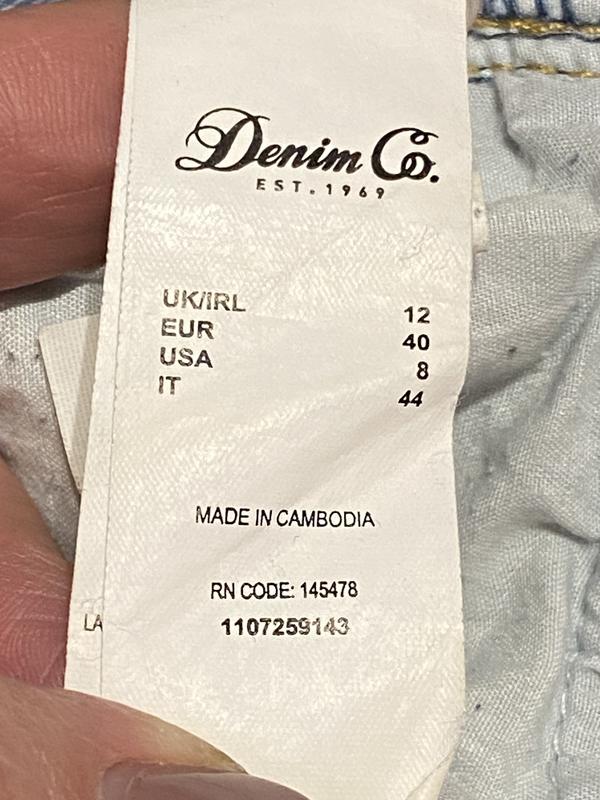 Denim Co.
EST. 1969
UK/IRL 12
EUR 40
USA 8
IT 44
MADE IN CAMBODIA
RN CODE: 145478
1107259143
LA